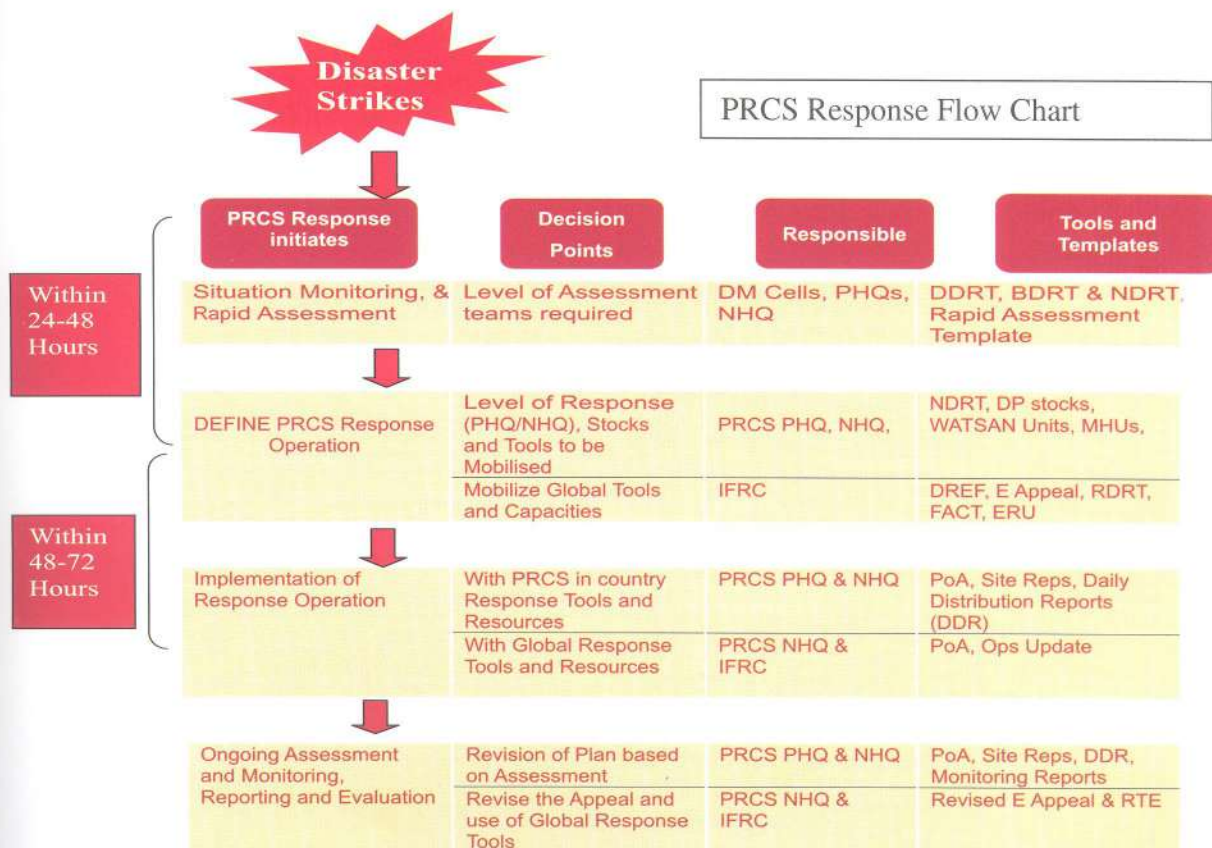 Disaster
Strikes
PRCS Response Flow Chart
PRCS Response
initiates
Decision
Points
Responsible
Tools and
Templates
Within
24-48
Hours
Situation Monitoring, &
Rapid Assessment
Level of Assessment
teams required
DM Cells, PHQs,
NHQ
DDRT, BDRT & NDRT,
Rapid Assessment
Template
DEFINE PRCS Response
Operation
Level of Response
(PHQ/NHQ), Stocks
and Tools to be
Mobilised
PRCS PHQ, NHQ,
NDRT, DP stocks,
WATSAN Units, MHUs,
Mobilize Global Tools
and Capacities
IFRC
DREF, E Appeal, RDRT,
FACT, ERU
Within
48-72
Hours
Implementation of
Response Operation
With PRCS in country
Response Tools and
Resources
PRCS PHQ & NHQ
PoA, Site Reps, Daily
Distribution Reports
(DDR)
With Global Response
Tools and Resources
PRCS NHQ &
IFRC
PoA, Ops Update
Ongoing Assessment
and Monitoring,
Reporting and Evaluation
Revision of Plan based
on Assessment
PRCS PHQ & NHQ
PoA, Site Reps, DDR,
Monitoring Reports
Revise the Appeal and
use of Global Response
Tools
PRCS NHQ &
IFRC
Revised E Appeal & RTE